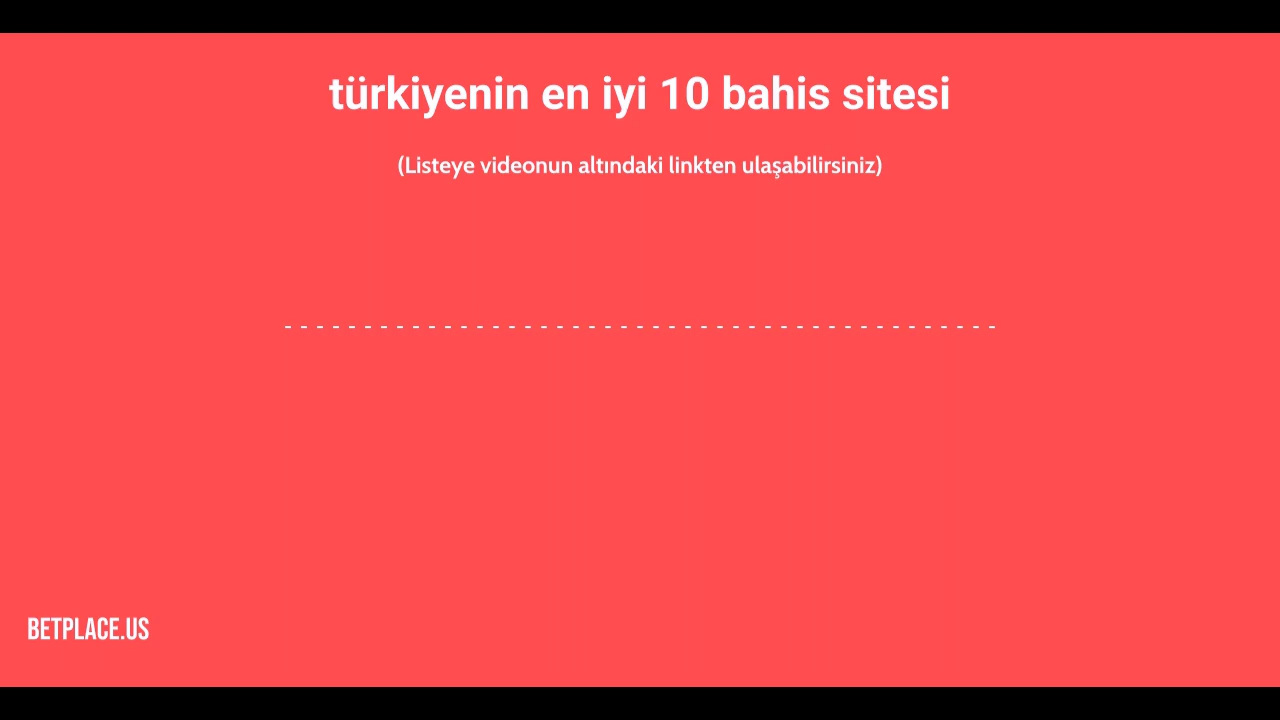 türkiyenin en iyi 10 bahis sitesi
(Listeye videonun altındaki linkten ulaşabilirsiniz)
- - - - - - - - - - - - - - - - - - - - - - - - - - - - - - - - - - - - - - - - - - - - -
BETPLACE.US